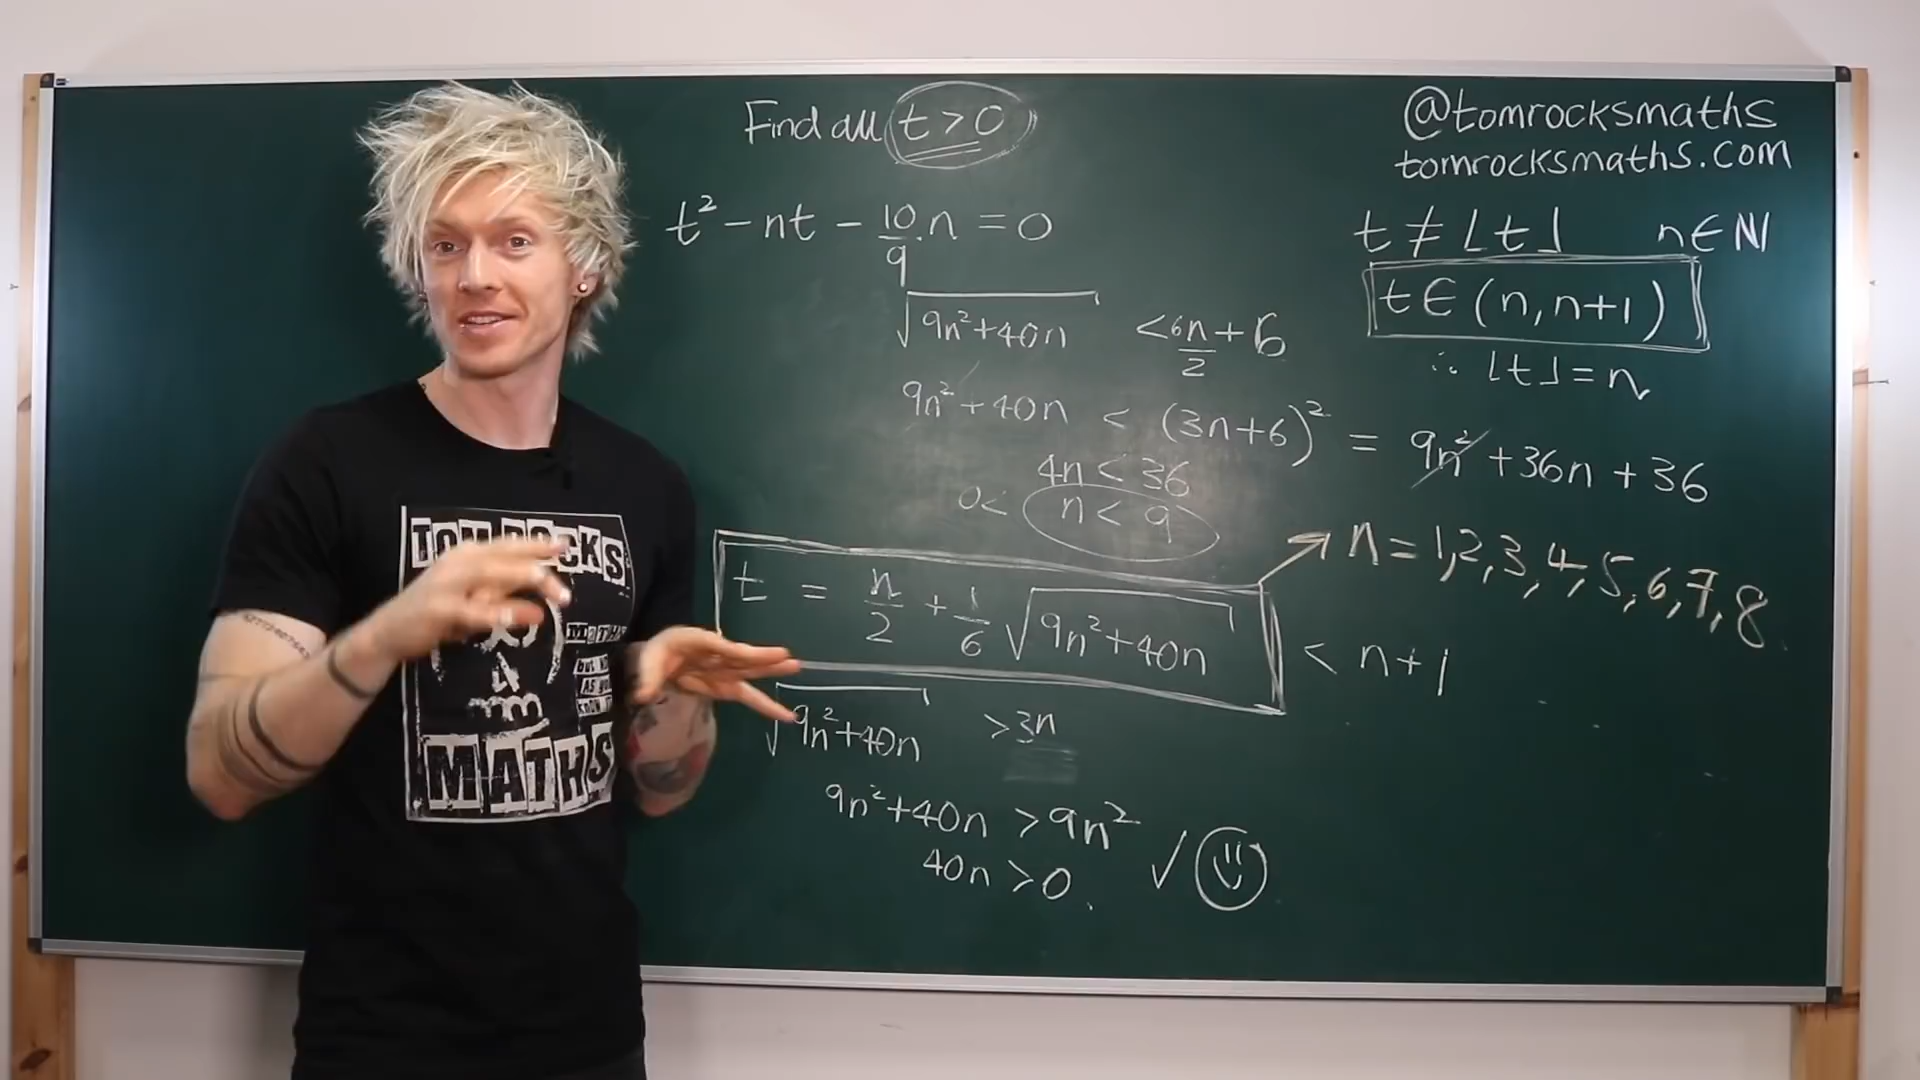 Find all t > 0
@tomrocksmaths
tomrocksmaths.com
t² - nt - 10/9 . n = 0
t ≠ ⌊t⌋ n ∈ ℕ
t ∈ (n, n+1)
∴ ⌊t⌋ = n
√(9n²+40n) < 6n/2 + 6
9n² + 40n < (3n+6)² = 9n² + 36n + 36
4n < 36
0 < n < 9
n = 1,2,3,4,5,6,7,8.
t = n/2 + 1/6 √(9n²+40n) < n+1
√(9n²+40n) > 3n
9n²+40n > 9n²
40n > 0. ✓
TOM ROCKS
MATHS
MATHS